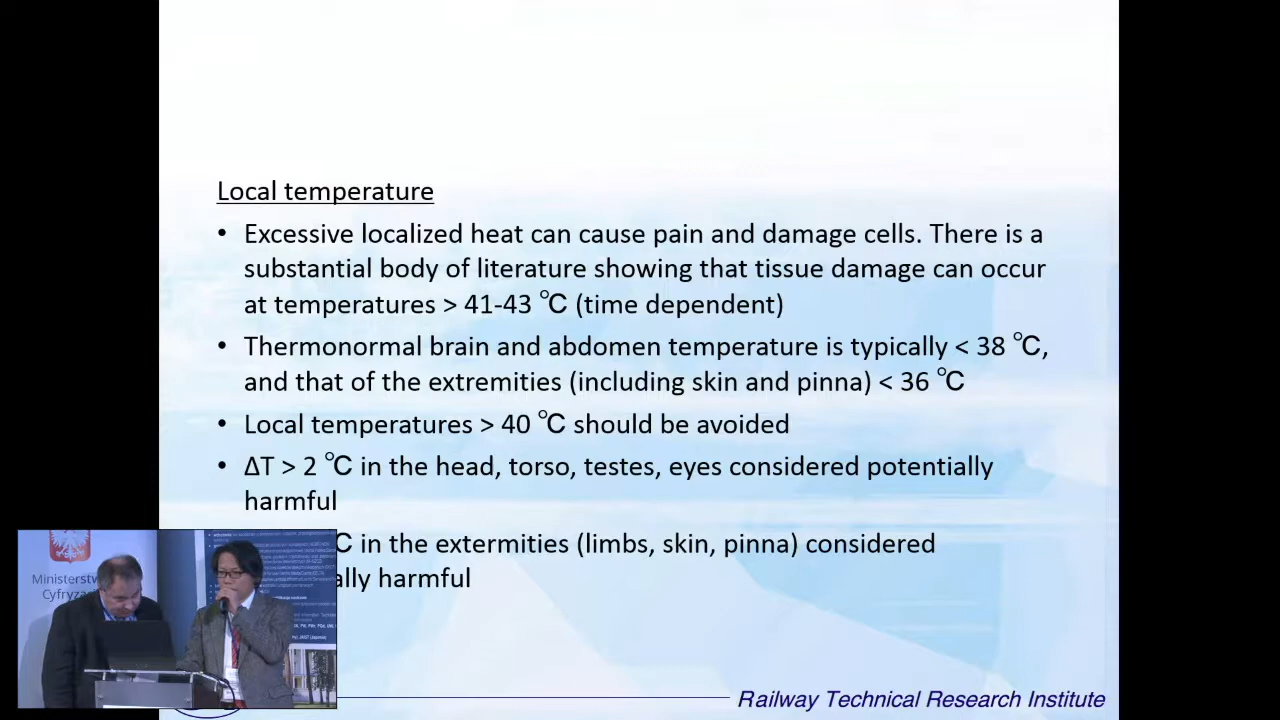 Local temperature
• Excessive localized heat can cause pain and damage cells. There is a
substantial body of literature showing that tissue damage can occur
at temperatures > 41-43 ℃ (time dependent)
• Thermonormal brain and abdomen temperature is typically < 38 ℃,
and that of the extremities (including skin and pinna) < 36 ℃
• Local temperatures > 40 ℃ should be avoided
• ΔT > 2 ℃ in the head, torso, testes, eyes considered potentially
harmful
℃ in the extermities (limbs, skin, pinna) considered
ally harmful
Ministerstw
Cyfryza
Railway Technical Research Institute